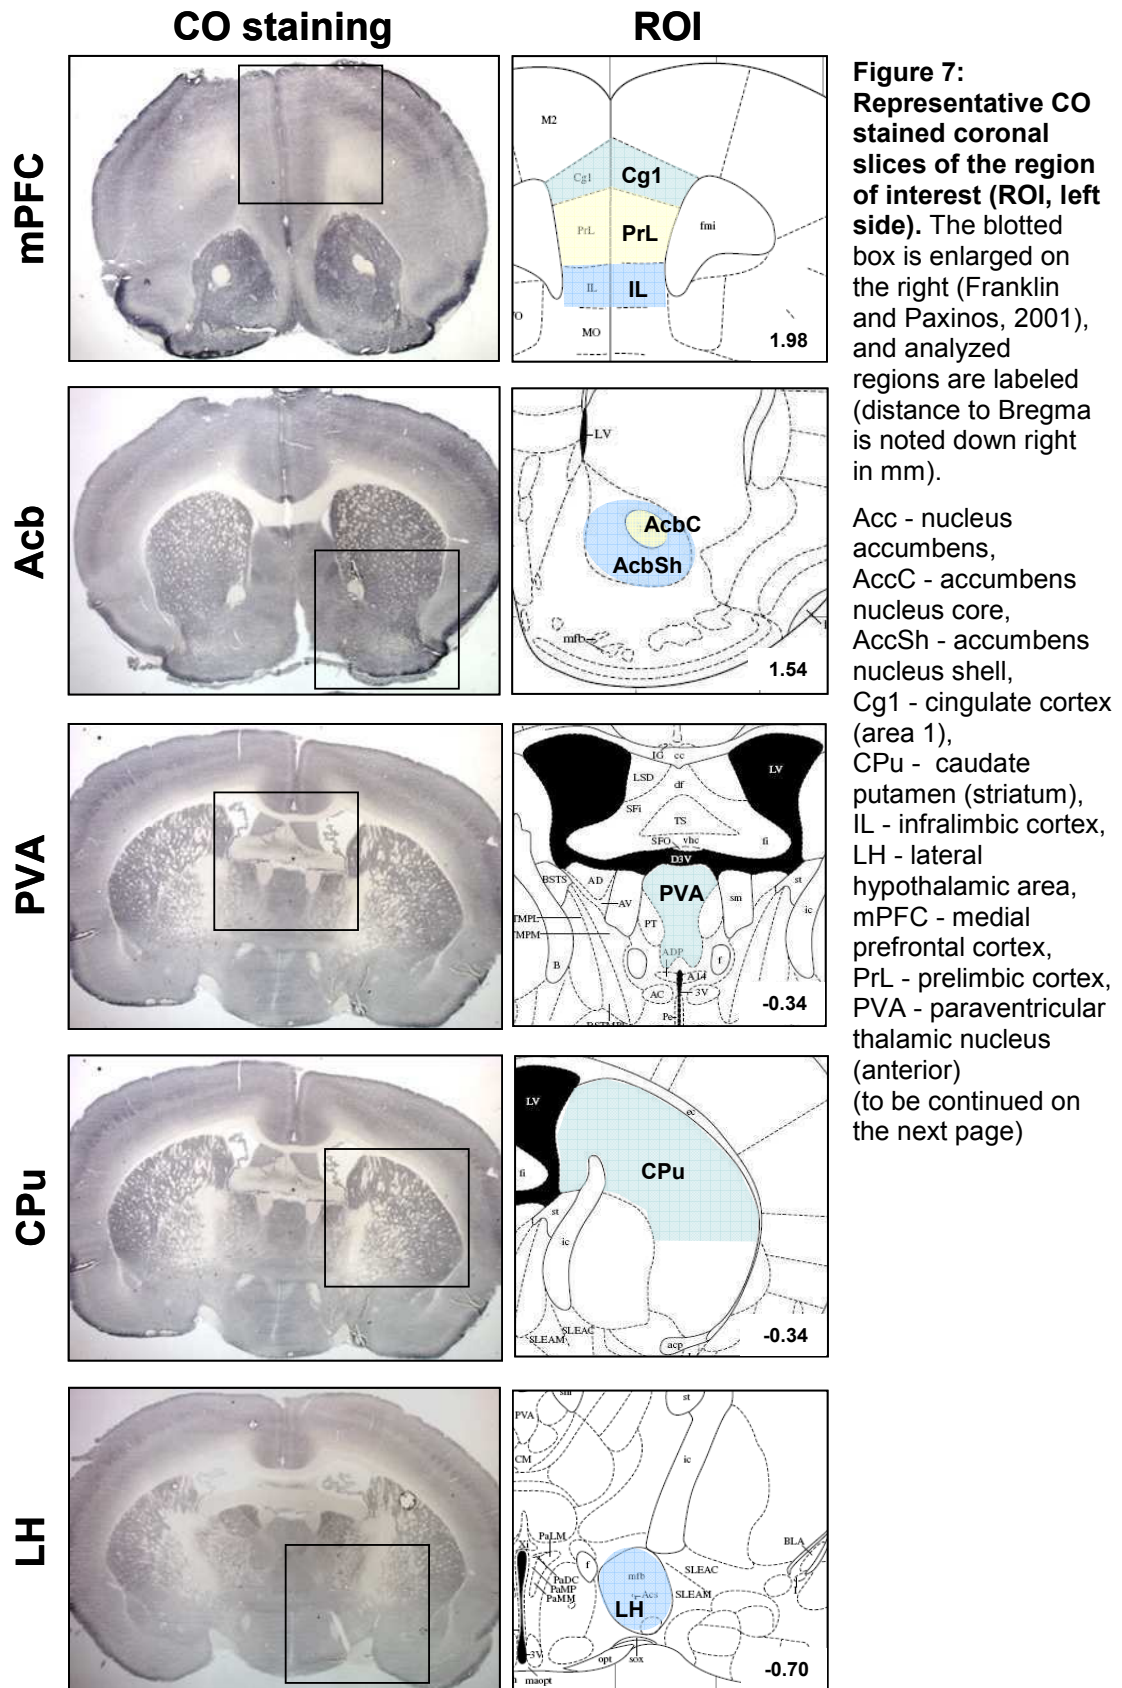 CO staining
ROI
mPFC
M2
Cg1
Cg1
PrL
PrL
fmi
IL
IL
MO
1.98
Acb
LV
AcbC
AcbSh
mfb
1.54
PVA
IG cc
LSD
df
LV
SFi
TS
SFO vhc
fi
D3V
BSTS
AD
PVA
st
AV
sm
ic
TMPL
PT
TMPM
ADP
f
B
A14
AC
3V
Pe
-0.34
CPu
LV
ec
CPu
fi
st
ic
SLEAC
SLEAM
acp
-0.34
LH
sm
st
PVA
CM
ic
PaLM
BLA
f
PaDC
PaMP
PaMM
mfb
SLEAC
Acs
SLEAM
LH
3V
opt
sox
maopt
-0.70
Figure 7:
Representative CO
stained coronal
slices of the region
of interest (ROI, left
side). The blotted
box is enlarged on
the right (Franklin
and Paxinos, 2001),
and analyzed
regions are labeled
(distance to Bregma
is noted down right
in mm).
Acc - nucleus
accumbens,
AccC - accumbens
nucleus core,
AccSh - accumbens
nucleus shell,
Cg1 - cingulate cortex
(area 1),
CPu - caudate
putamen (striatum),
IL - infralimbic cortex,
LH - lateral
hypothalamic area,
mPFC - medial
prefrontal cortex,
PrL - prelimbic cortex,
PVA - paraventricular
thalamic nucleus
(anterior)
(to be continued on
the next page)